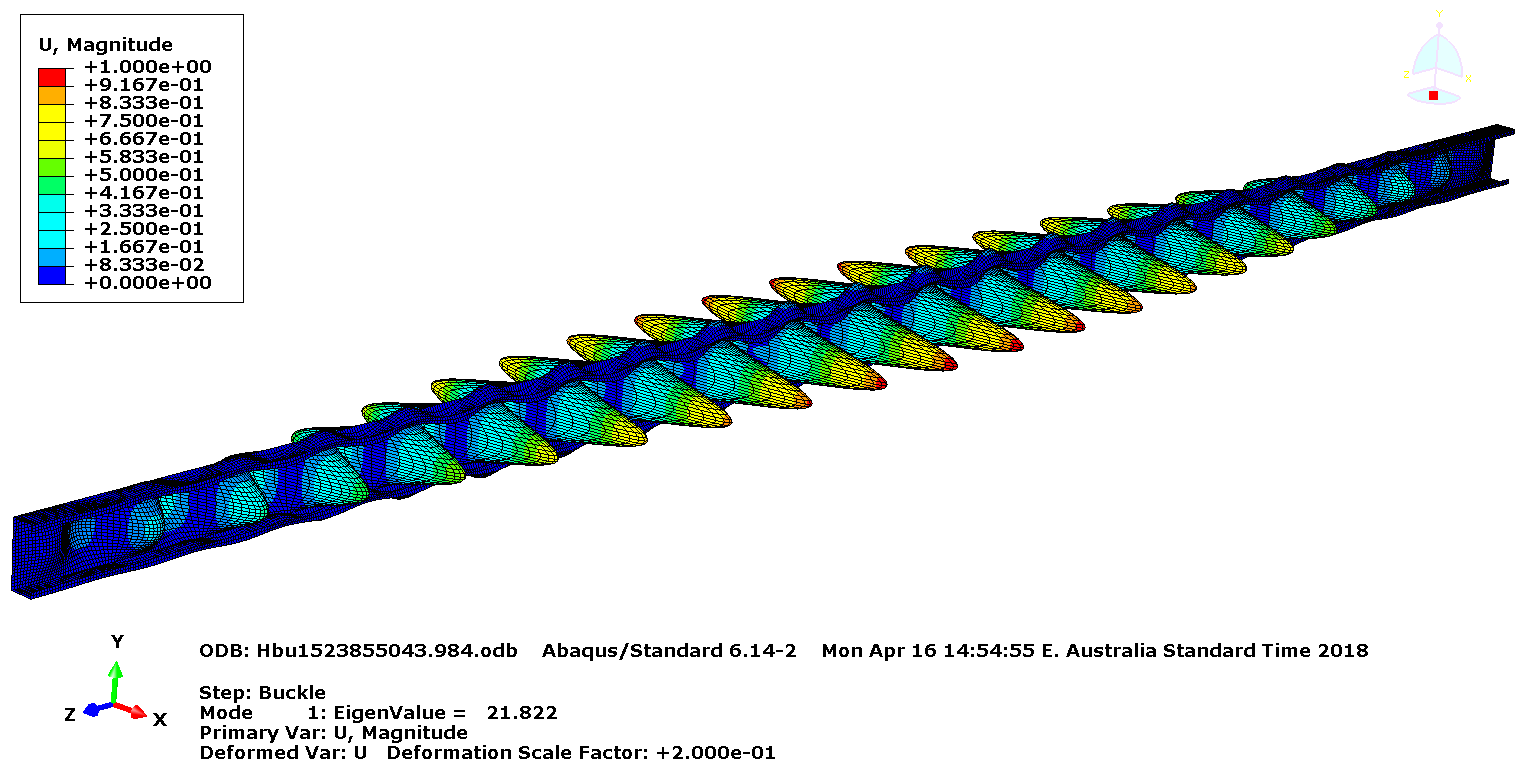 U, Magnitude
+1.000e+00
+9.167e-01
+8.333e-01
+7.500e-01
+6.667e-01
+5.833e-01
+5.000e-01
+4.167e-01
+3.333e-01
+2.500e-01
+1.667e-01
+8.333e-02
+0.000e+00
Y
Z
X
Y
Z
X
ODB: Hbu1523855043.984.odb Abaqus/Standard 6.14-2 Mon Apr 16 14:54:55 E. Australia Standard Time 2018
Step: Buckle
Mode 1: EigenValue = 21.822
Primary Var: U, Magnitude
Deformed Var: U Deformation Scale Factor: +2.000e-01